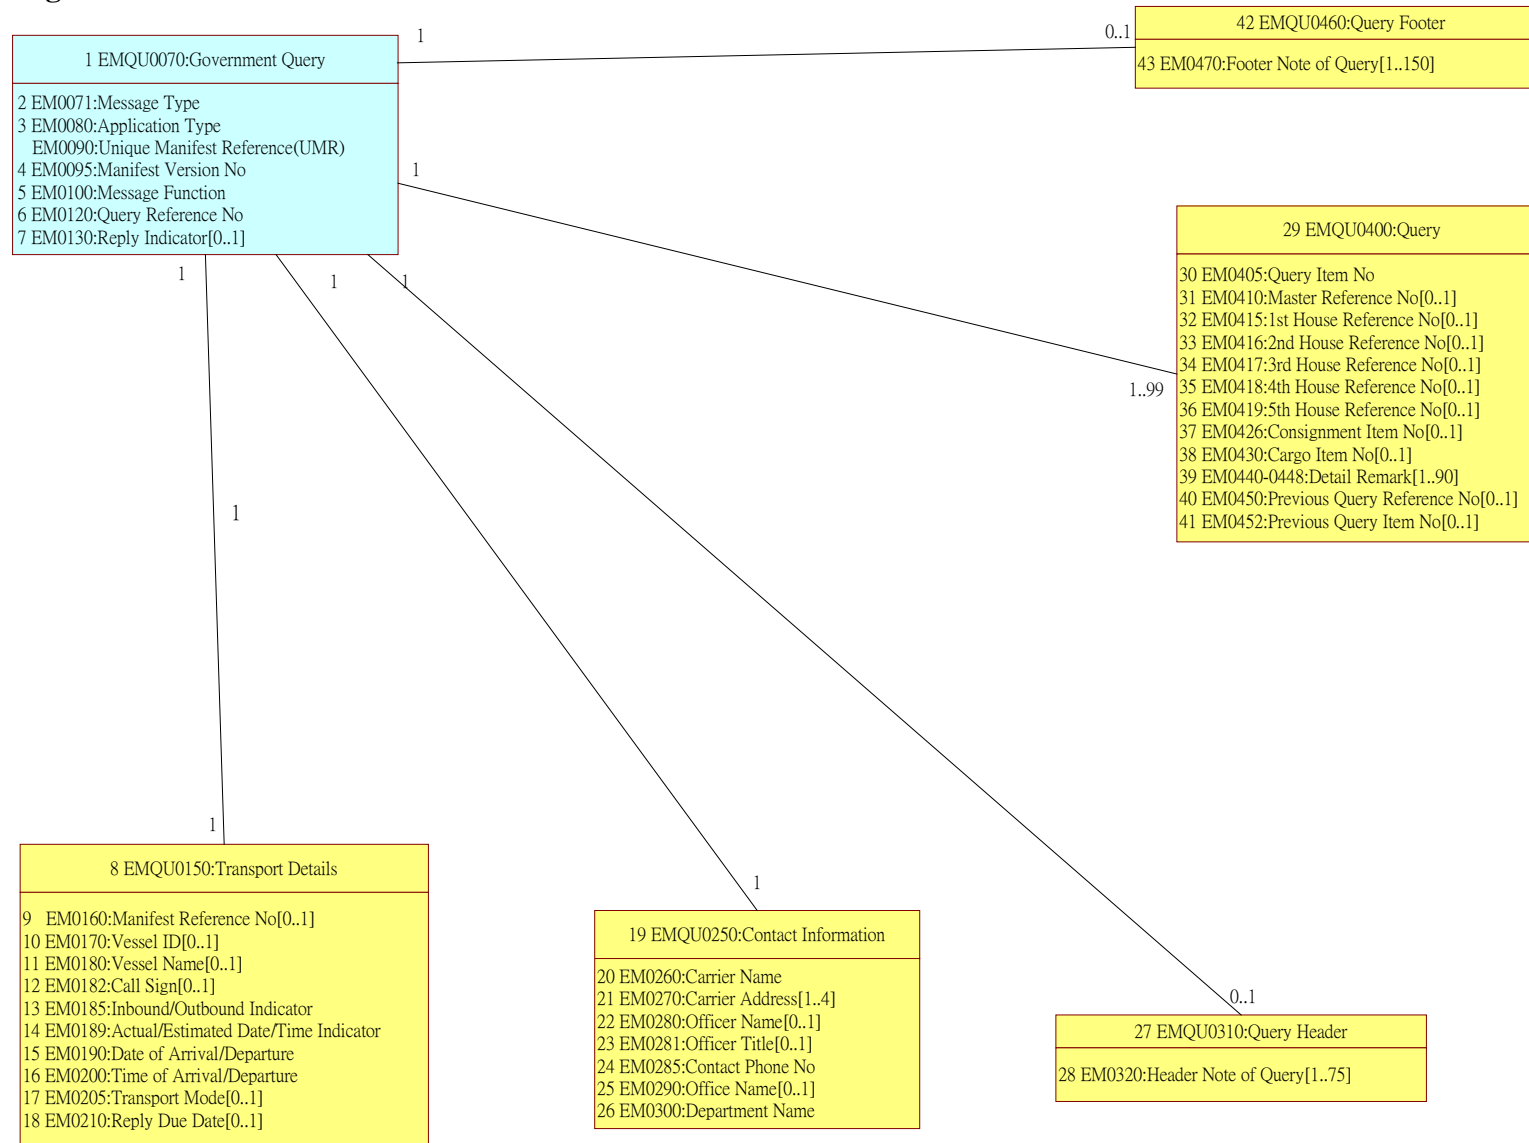 1 EMQU0070:Government Query
2 EM0071:Message Type
3 EM0080:Application Type
EM0090:Unique Manifest Reference(UMR)
4 EM0095:Manifest Version No
5 EM0100:Message Function
6 EM0120:Query Reference No
7 EM0130:Reply Indicator[0..1]
1
0..1
42 EMQU0460:Query Footer
43 EM0470:Footer Note of Query[1..150]
1
1..99
29 EMQU0400:Query
30 EM0405:Query Item No
31 EM0410:Master Reference No[0..1]
32 EM0415:1st House Reference No[0..1]
33 EM0416:2nd House Reference No[0..1]
34 EM0417:3rd House Reference No[0..1]
35 EM0418:4th House Reference No[0..1]
36 EM0419:5th House Reference No[0..1]
37 EM0426:Consignment Item No[0..1]
38 EM0430:Cargo Item No[0..1]
39 EM0440-0448:Detail Remark[1..90]
40 EM0450:Previous Query Reference No[0..1]
41 EM0452:Previous Query Item No[0..1]
1
1
1
1
1
8 EMQU0150:Transport Details
9 EM0160:Manifest Reference No[0..1]
10 EM0170:Vessel ID[0..1]
11 EM0180:Vessel Name[0..1]
12 EM0182:Call Sign[0..1]
13 EM0185:Inbound/Outbound Indicator
14 EM0189:Actual/Estimated Date/Time Indicator
15 EM0190:Date of Arrival/Departure
16 EM0200:Time of Arrival/Departure
17 EM0205:Transport Mode[0..1]
18 EM0210:Reply Due Date[0..1]
1
19 EMQU0250:Contact Information
20 EM0260:Carrier Name
21 EM0270:Carrier Address[1..4]
22 EM0280:Officer Name[0..1]
23 EM0281:Officer Title[0..1]
24 EM0285:Contact Phone No
25 EM0290:Office Name[0..1]
26 EM0300:Department Name
0..1
27 EMQU0310:Query Header
28 EM0320:Header Note of Query[1..75]